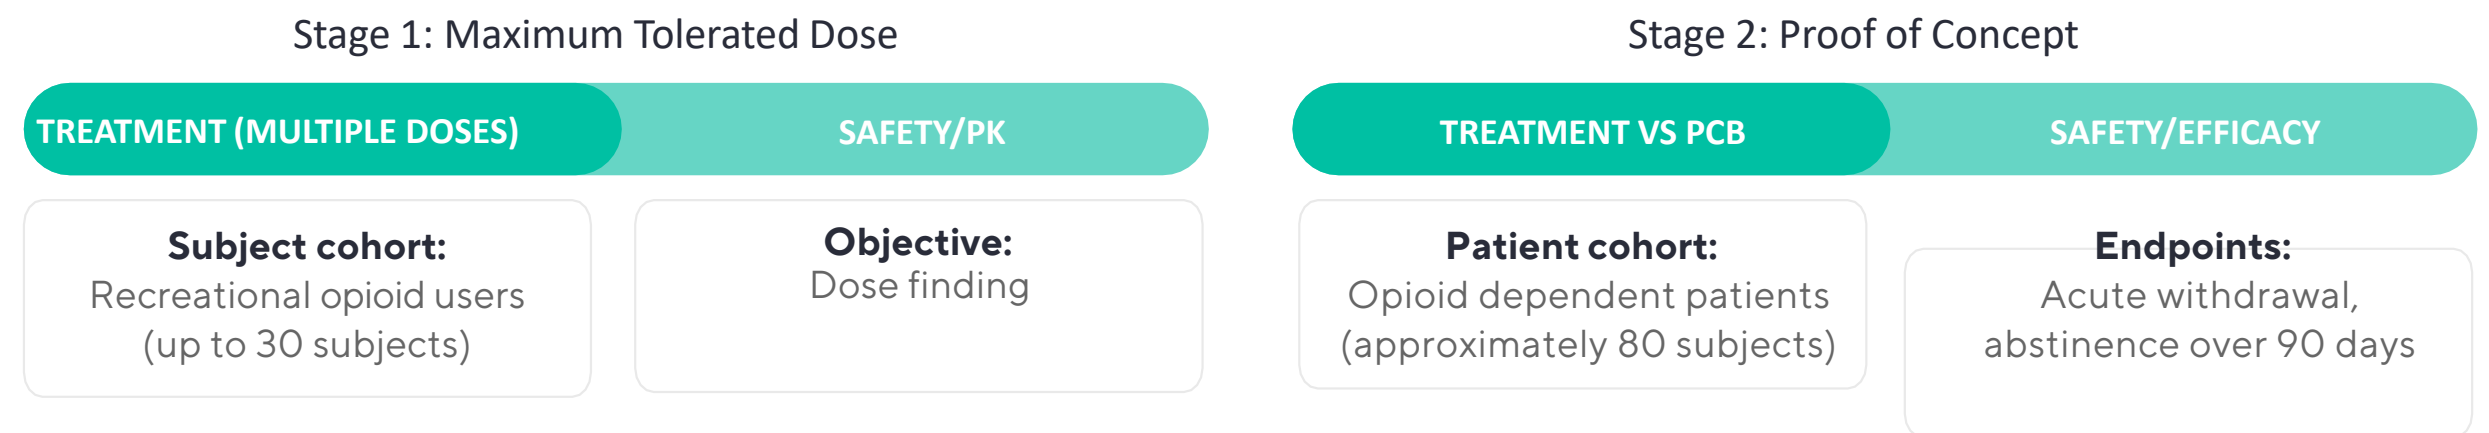 Stage 1: Maximum Tolerated Dose
TREATMENT (MULTIPLE DOSES)
SAFETY/PK
Subject cohort:
Recreational opioid users
(up to 30 subjects)
Objective:
Dose finding
Stage 2: Proof of Concept
TREATMENT VS PCB
SAFETY/EFFICACY
Patient cohort:
Opioid dependent patients
(approximately 80 subjects)
Endpoints:
Acute withdrawal,
abstinence over 90 days